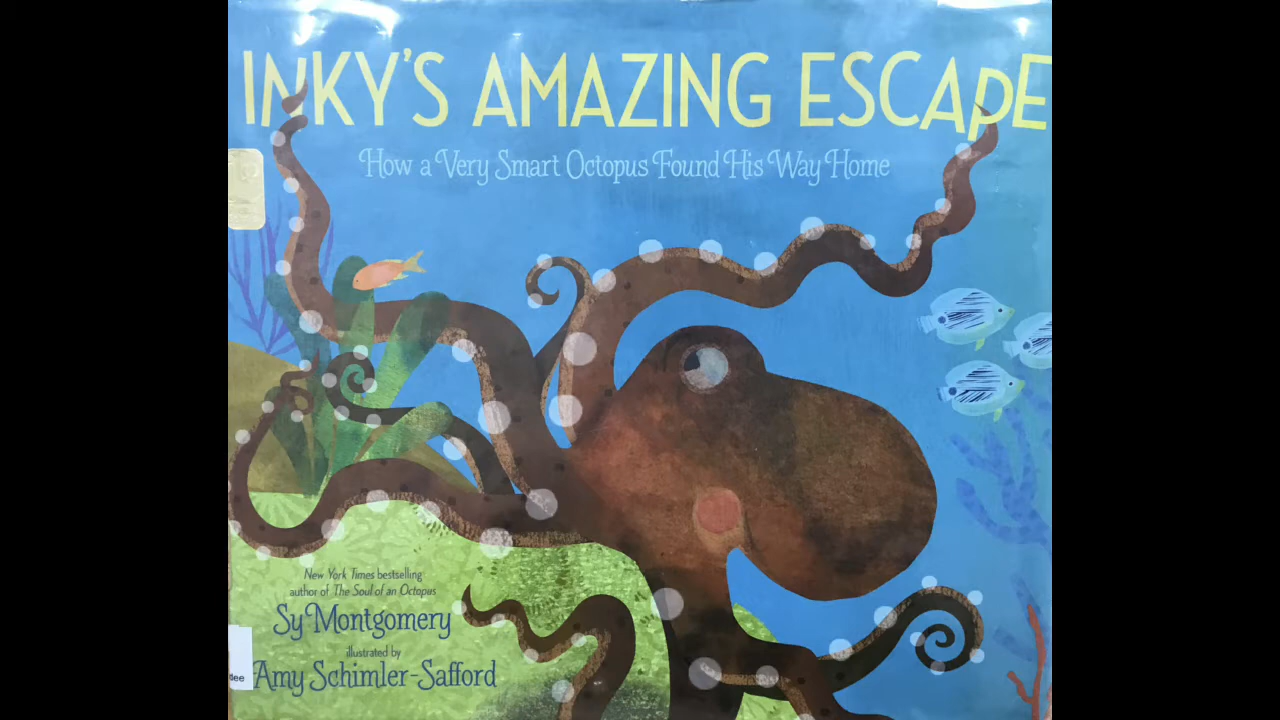 INKY'S AMAZING ESCAPE
How a Very Smart Octopus Found His Way Home
New York Times bestselling
author of The Soul of an Octopus
Sy Montgomery
illustrated by
Amy Schimler-Safford